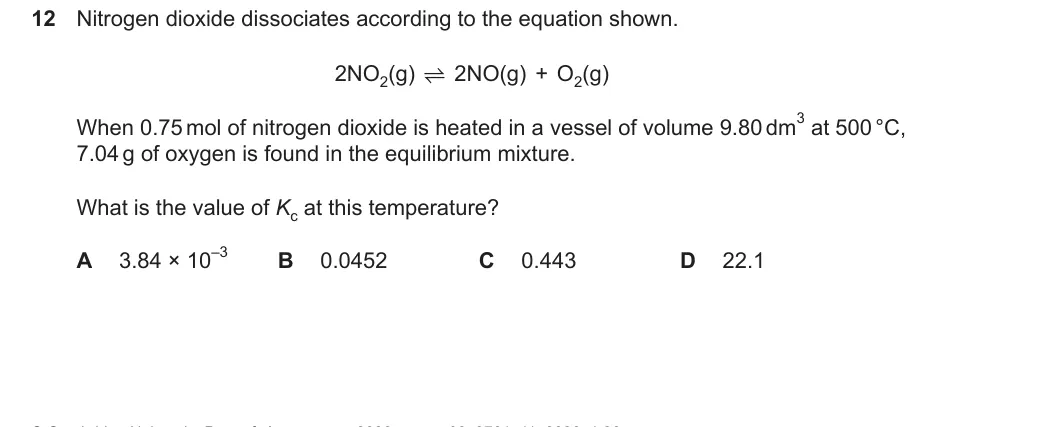 12 Nitrogen dioxide dissociates according to the equation shown.
2NO₂(g) ⇌ 2NO(g) + O₂(g)
When 0.75 mol of nitrogen dioxide is heated in a vessel of volume 9.80 dm³ at 500 °C,
7.04 g of oxygen is found in the equilibrium mixture.
What is the value of K꜀ at this temperature?
A 3.84 × 10⁻³ B 0.0452 C 0.443 D 22.1